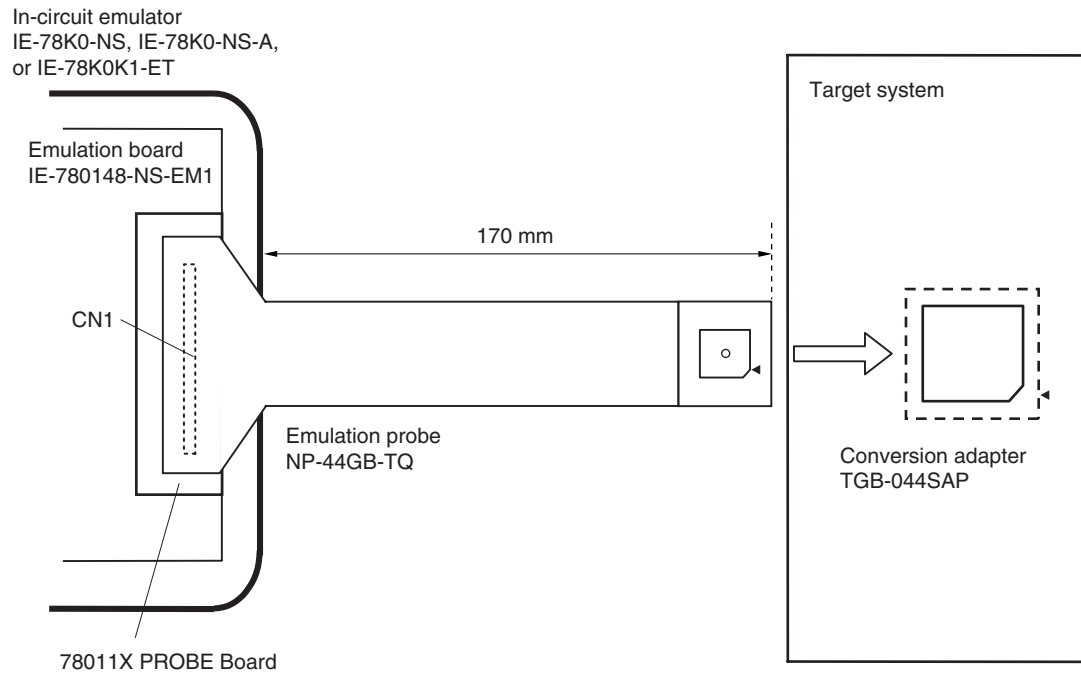 In-circuit emulator
IE-78K0-NS, IE-78K0-NS-A,
or IE-78K0K1-ET
Target system
Emulation board
IE-780148-NS-EM1
170 mm
CN1
Emulation probe
NP-44GB-TQ
Conversion adapter
TGB-044SAP
78011X PROBE Board